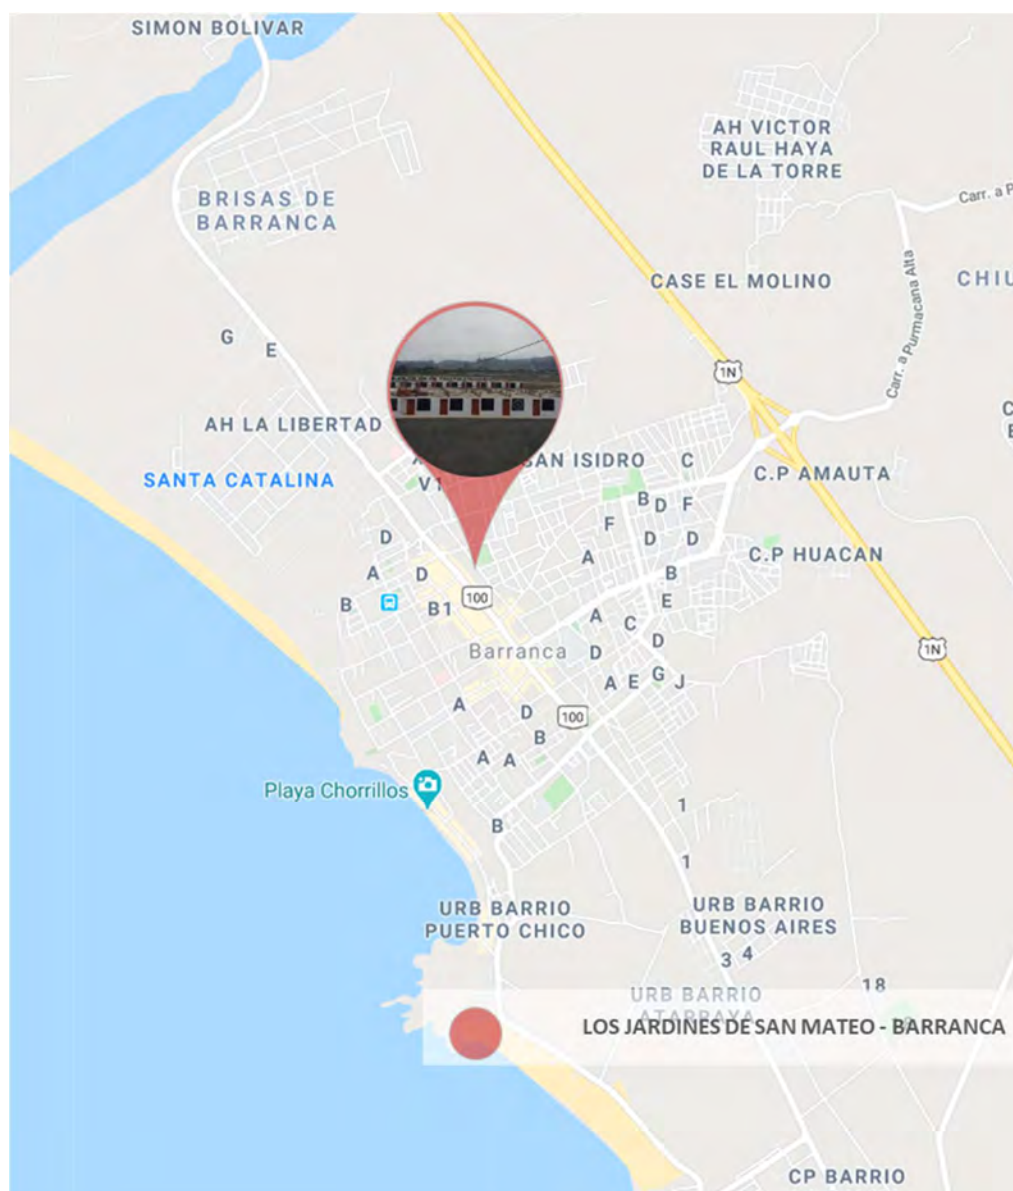 SIMON BOLIVAR
AH VICTOR
RAUL HAYA
DE LA TORRE
Carr. a P
BRISAS DE
BARRANCA
CASE EL MOLINO
CHIU
Carr. a Purmacana Alta
G
E
1N
AH LA LIBERTAD
SAN ISIDRO
C
SANTA CATALINA
V1
C.P AMAUTA
B
D
F
F
D
D
D
A
C.P HUACAN
A
D
B
B
B1
100
E
A
C
1N
Barranca
D
D
A
E
G
J
A
D
100
B
A
A
Playa Chorrillos
1
B
1
URB BARRIO
PUERTO CHICO
URB BARRIO
BUENOS AIRES
3
4
18
URB BARRIO
ATARRAYA
8
LOS JARDINES DE SAN MATEO - BARRANCA
CP BARRIO